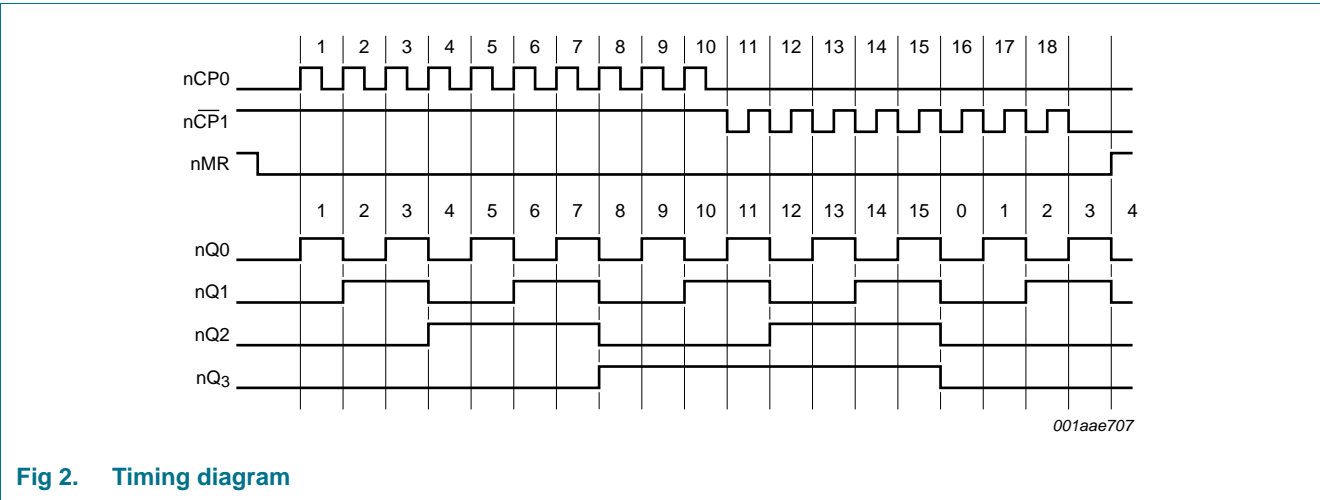 1 2 3 4 5 6 7 8 9 10 11 12 13 14 15 16 17 18
nCP0
nC̅P̅1
nMR
1 2 3 4 5 6 7 8 9 10 11 12 13 14 15 0 1 2 3 4
nQ0
nQ1
nQ2
nQ3
001aae707
Fig 2. Timing diagram